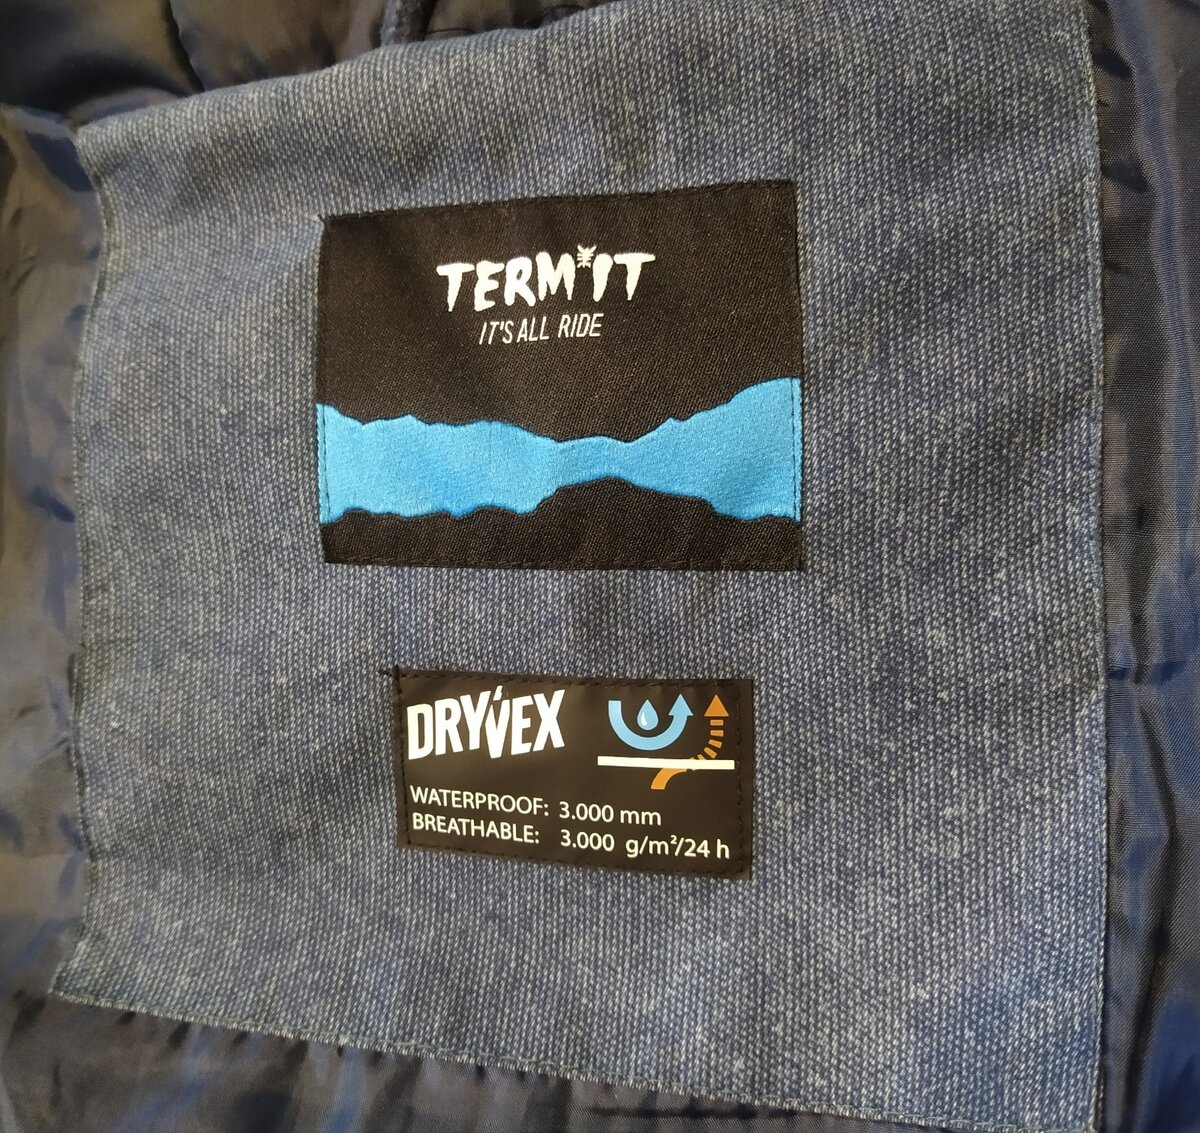 TERMIT
IT'S ALL RIDE
DRYVEX
WATERPROOF: 3.000 mm
BREATHABLE: 3.000 g/m²/24 h